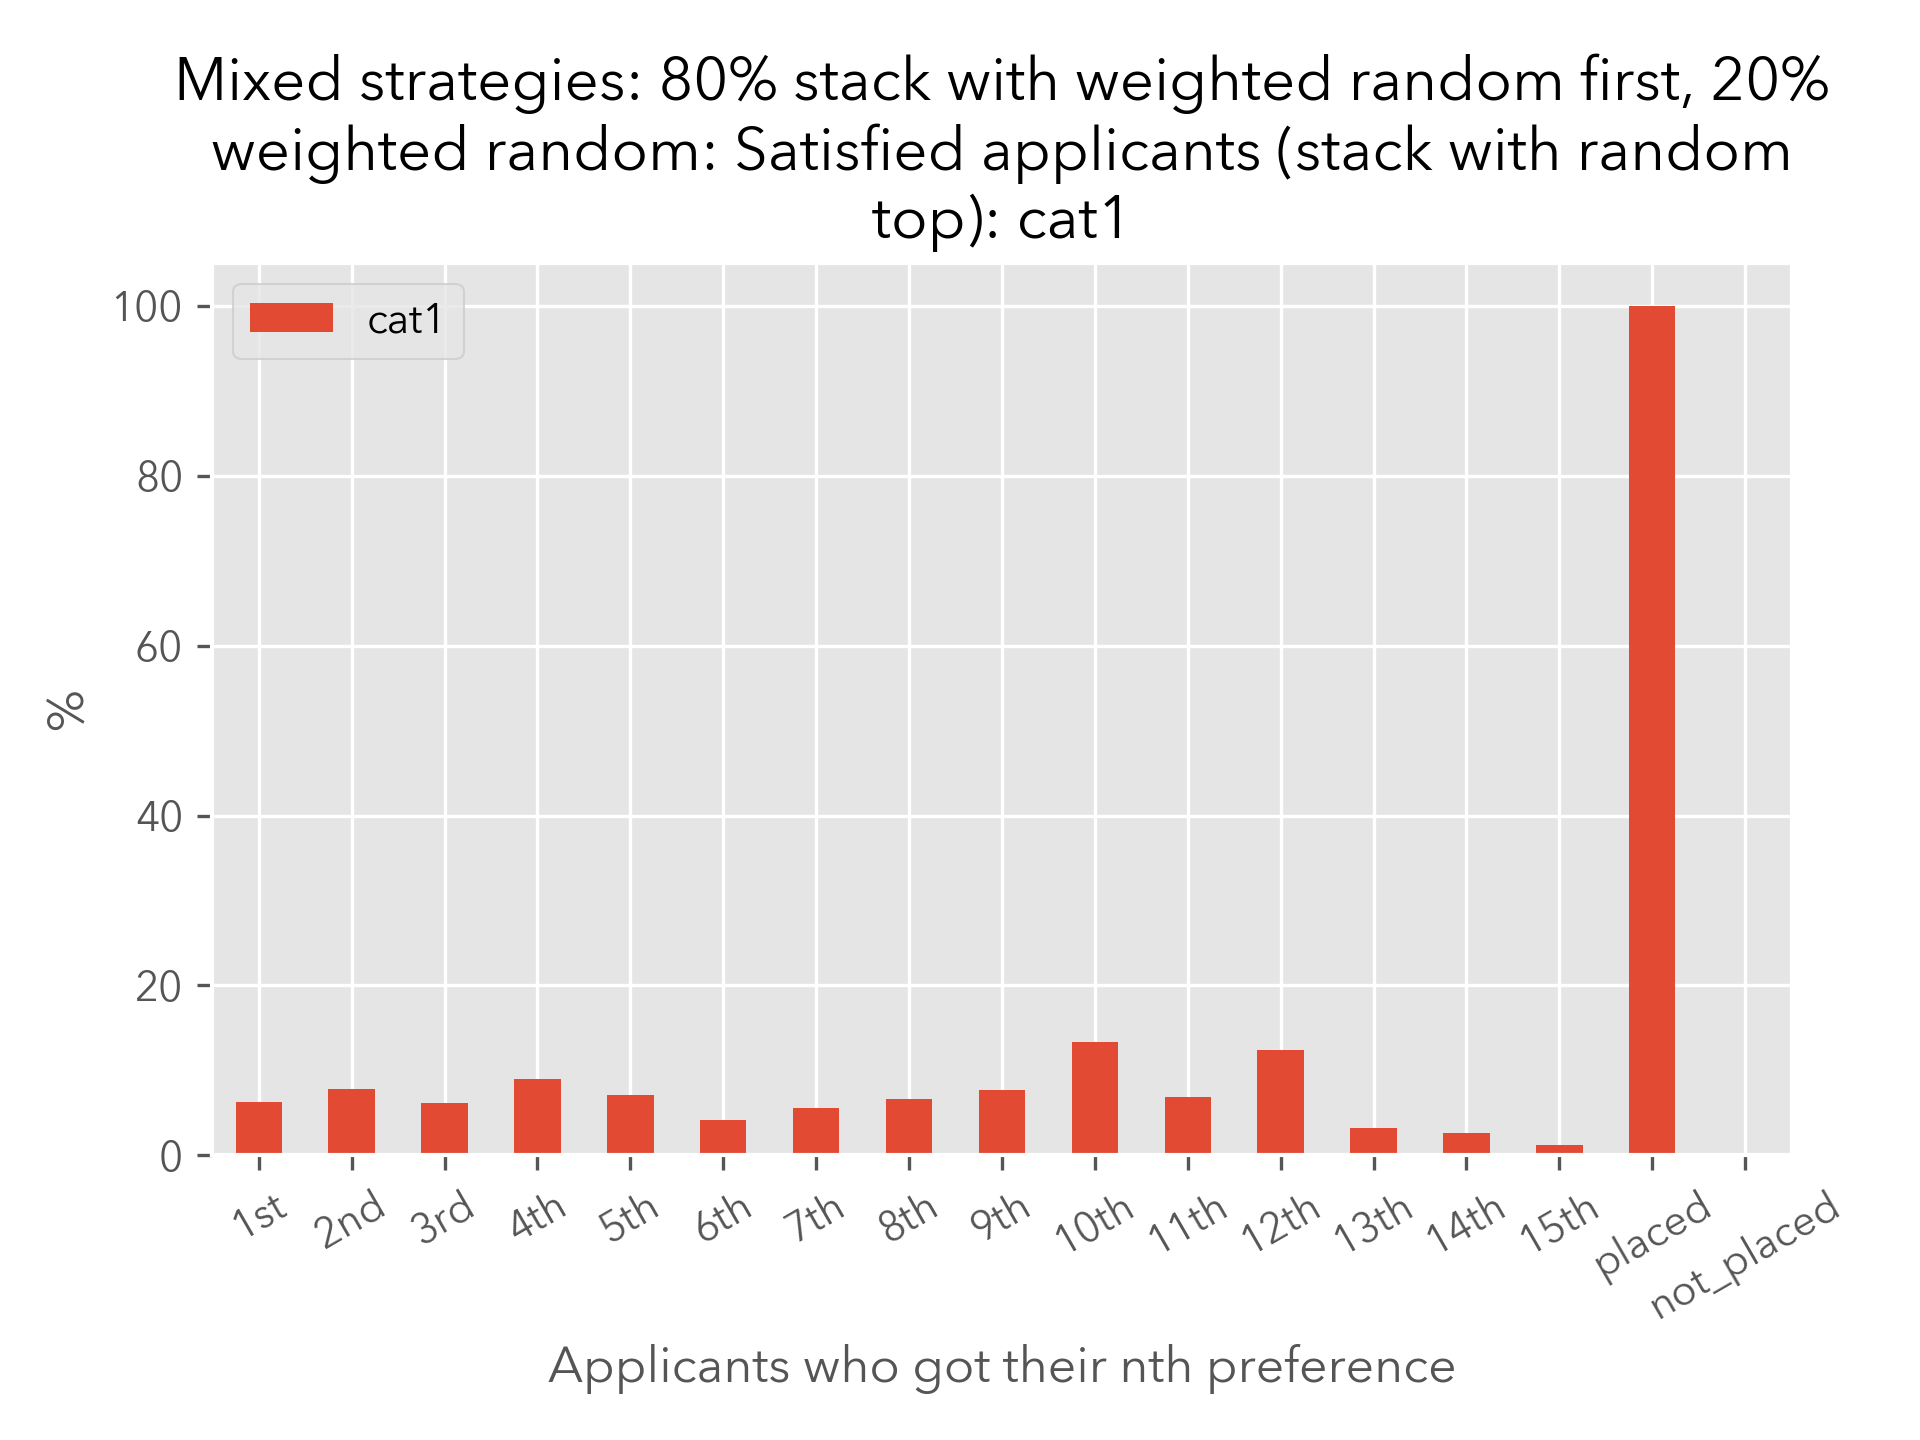 Mixed strategies: 80% stack with weighted random first, 20%
weighted random: Satisfied applicants (stack with random
top): cat1
cat1
100
80
60
40
20
0
%
1st
2nd
3rd
4th
5th
6th
7th
8th
9th
10th
11th
12th
13th
14th
15th
placed
not_placed
Applicants who got their nth preference